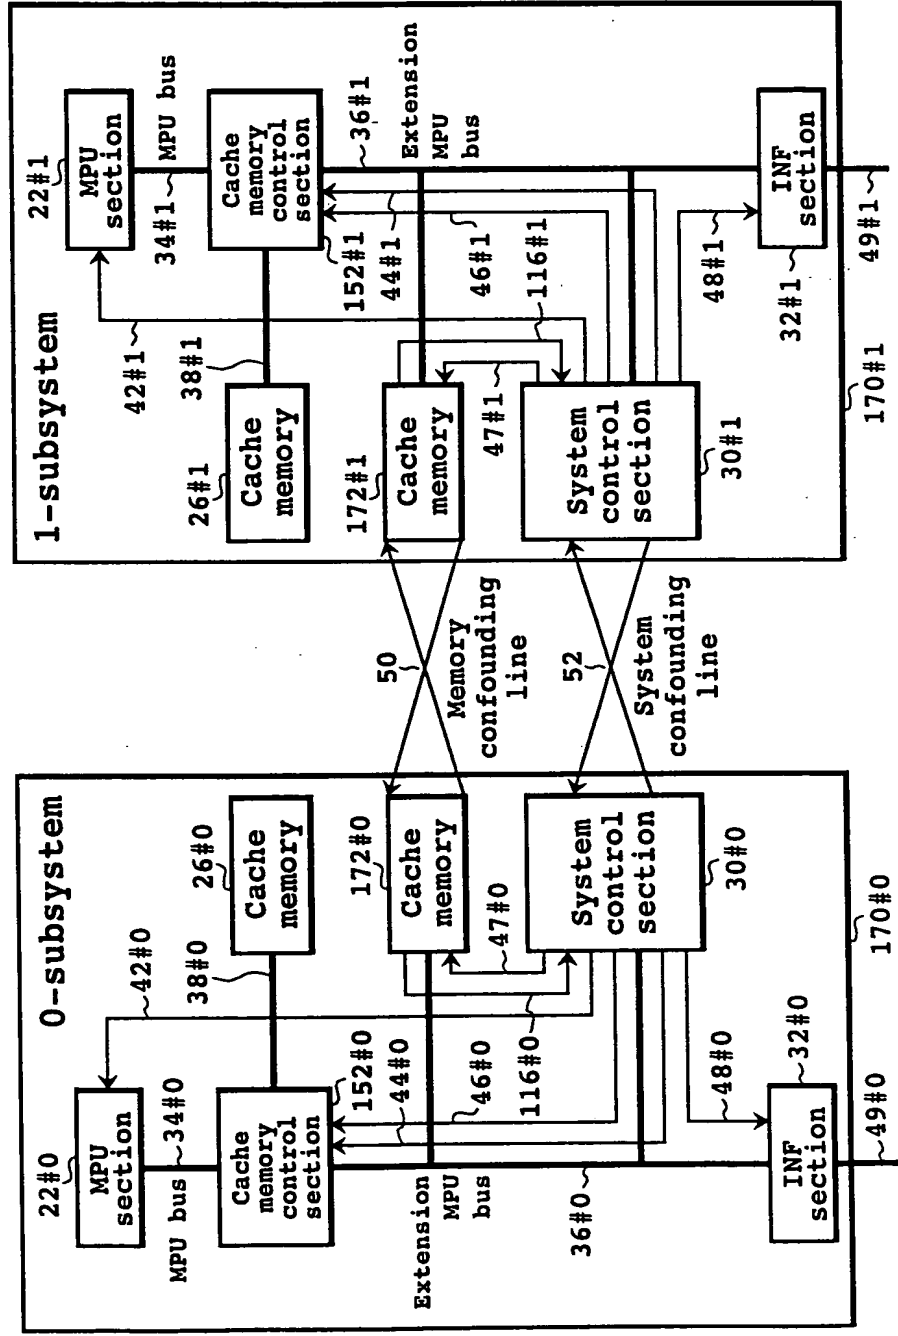 0-subsystem
22#0
MPU
section
42#0
MPU bus
34#0
38#0
26#0
Cache
memory
Cache
memory
control
section
152#0
44#0
172#0
Cache
memory
Extension
MPU
bus
46#0
47#0
116#0
36#0
System
control
section
30#0
48#0
INF
section
32#0
49#0
170#0
50
Memory
confounding
line
52
System
confounding
line
1-subsystem
22#1
MPU
section
42#1
34#1
MPU bus
38#1
26#1
Cache
memory
Cache
memory
control
section
152#1
44#1
36#1
172#1
Cache
memory
Extension
MPU
bus
46#1
47#1
116#1
System
control
section
30#1
48#1
INF
section
32#1
49#1
170#1